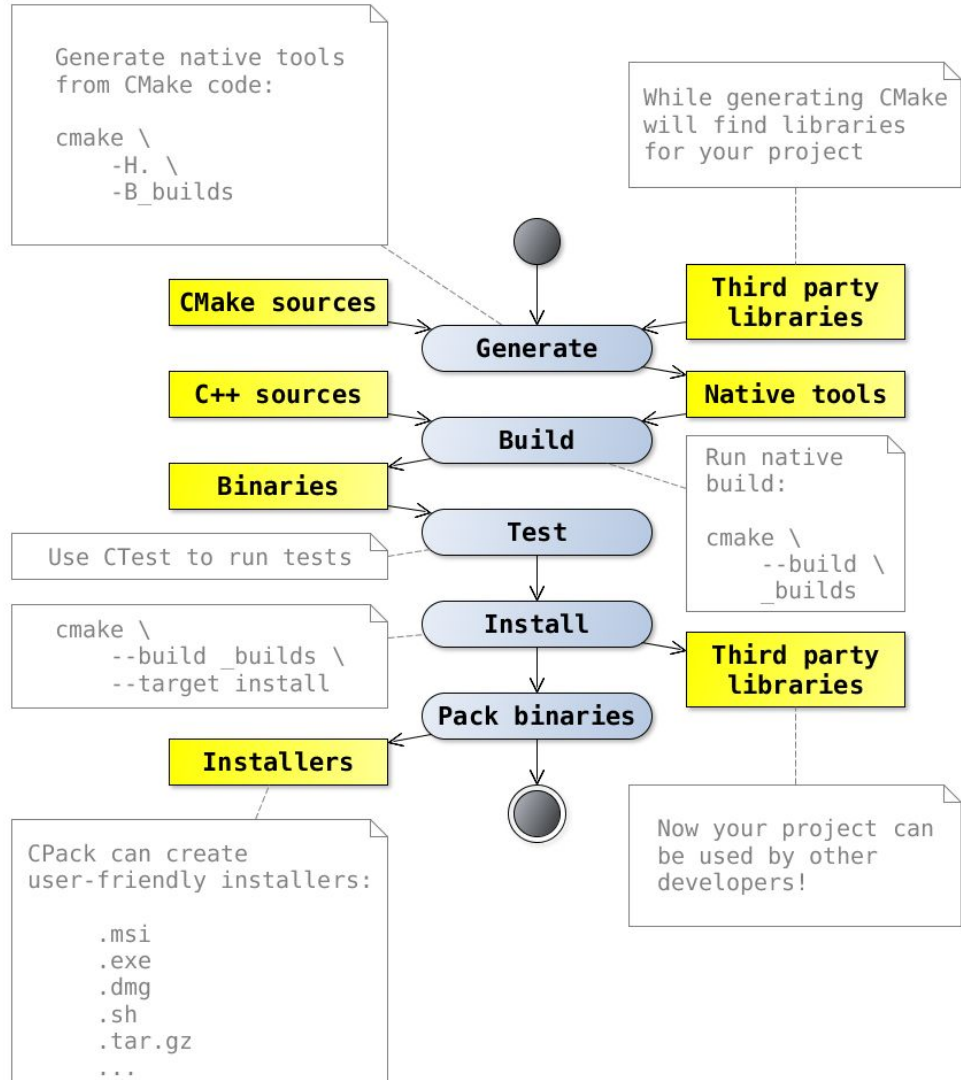 Generate native tools
from CMake code:
cmake \
-H. \
-B_builds
While generating CMake
will find libraries
for your project
CMake sources
Third party
libraries
Generate
C++ sources
Native tools
Build
Run native
build:
cmake \
--build \
_builds
Binaries
Test
Use CTest to run tests
Install
cmake \
--build _builds \
--target install
Third party
libraries
Pack binaries
Installers
Now your project can
be used by other
developers!
CPack can create
user-friendly installers:
.msi
.exe
.dmg
.sh
.tar.gz
...